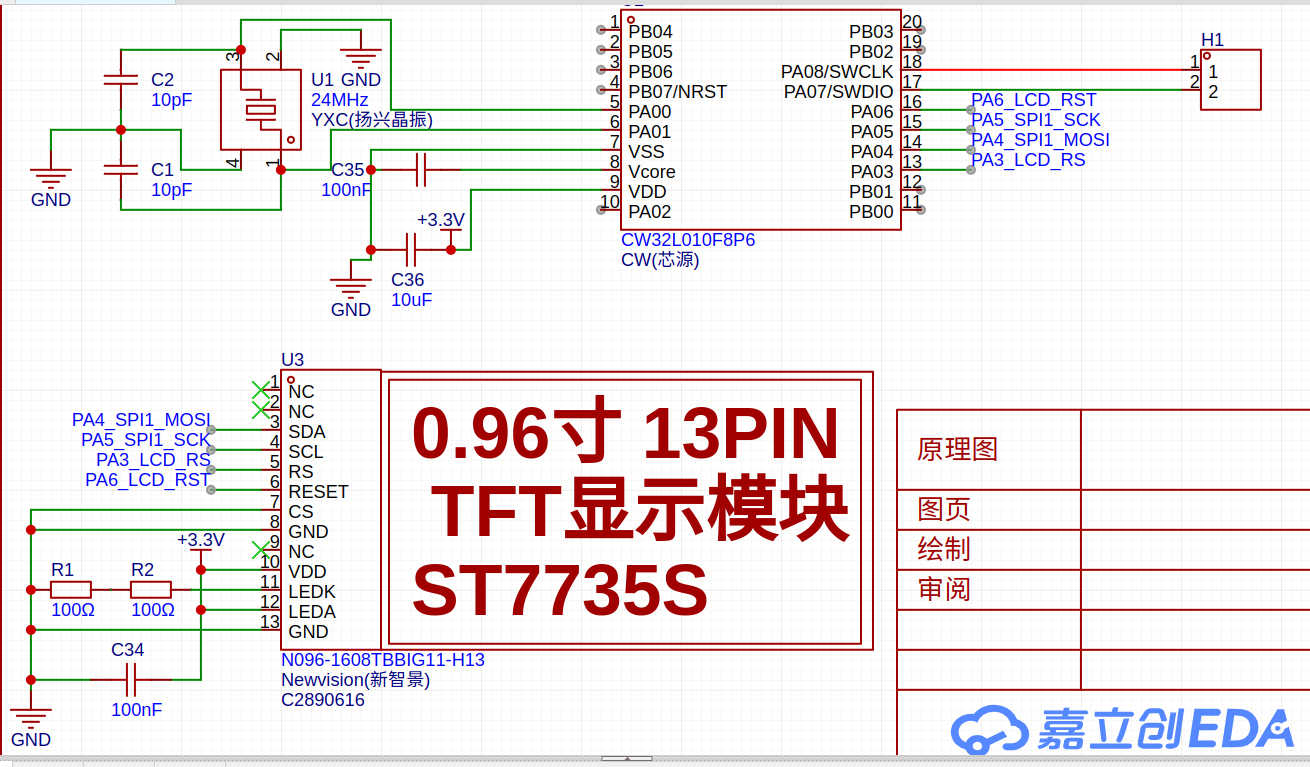 3
2
C2
10pF
U1 GND
24MHz
YXC(扬兴晶振)
4
1
C1
10pF
GND
C35
100nF
+3.3V
C36
10uF
GND
1 PB04
2 PB05
3 PB06
4 PB07/NRST
5 PA00
6 PA01
7 VSS
8 Vcore
9 VDD
10 PA02
PB03 20
PB02 19
PA08/SWCLK 18
PA07/SWDIO 17
PA06 16
PA05 15
PA04 14
PA03 13
PB01 12
PB00 11
CW32L010F8P6
CW(芯源)
PA6_LCD_RST
PA5_SPI1_SCK
PA4_SPI1_MOSI
PA3_LCD_RS
H1
1 1
2 2
U3
1 NC
2 NC
PA4_SPI1_MOSI 3 SDA
PA5_SPI1_SCK 4 SCL
PA3_LCD_RS 5 RS
PA6_LCD_RST 6 RESET
7 CS
8 GND
9 NC
+3.3V
10 VDD
11 LEDK
12 LEDA
13 GND
R1 R2
100Ω 100Ω
C34
100nF
GND
N096-1608TBBIG11-H13
Newvision(新智景)
C2890616
0.96寸 13PIN
TFT显示模块
ST7735S
原理图
图页
绘制
审阅
嘉立创EDA